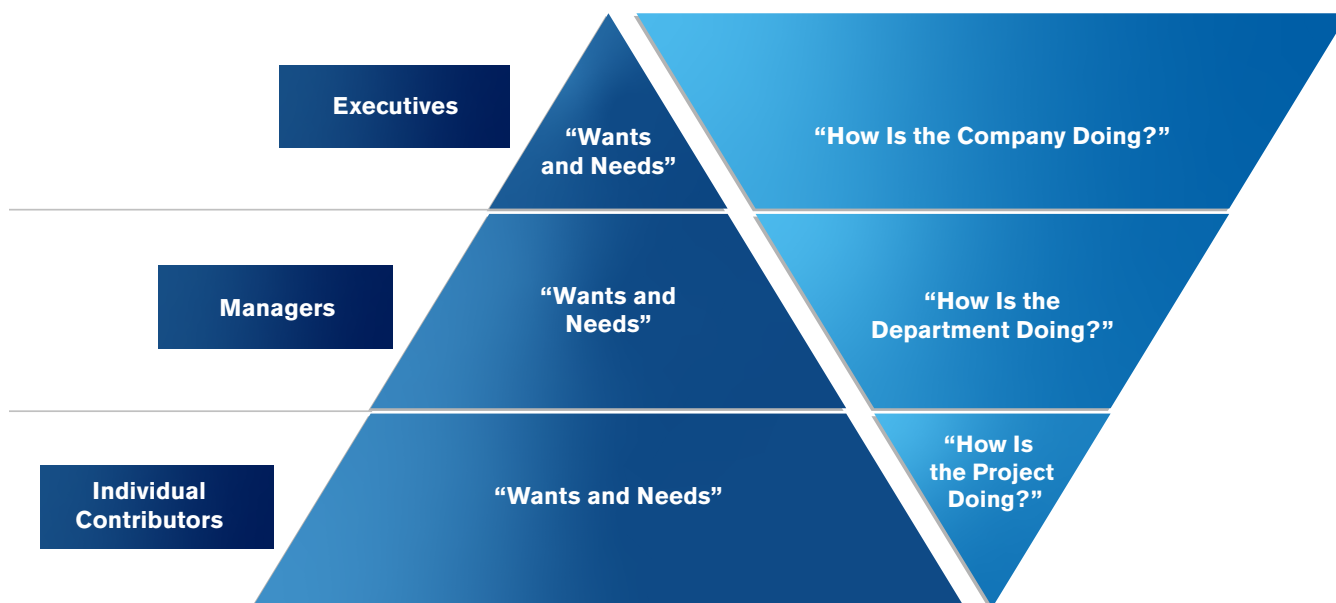 Executives
“Wants
and Needs”
“How Is the Company Doing?”
Managers
“Wants and
Needs”
“How Is the
Department Doing?”
Individual
Contributors
“Wants and Needs”
“How Is
the Project
Doing?”